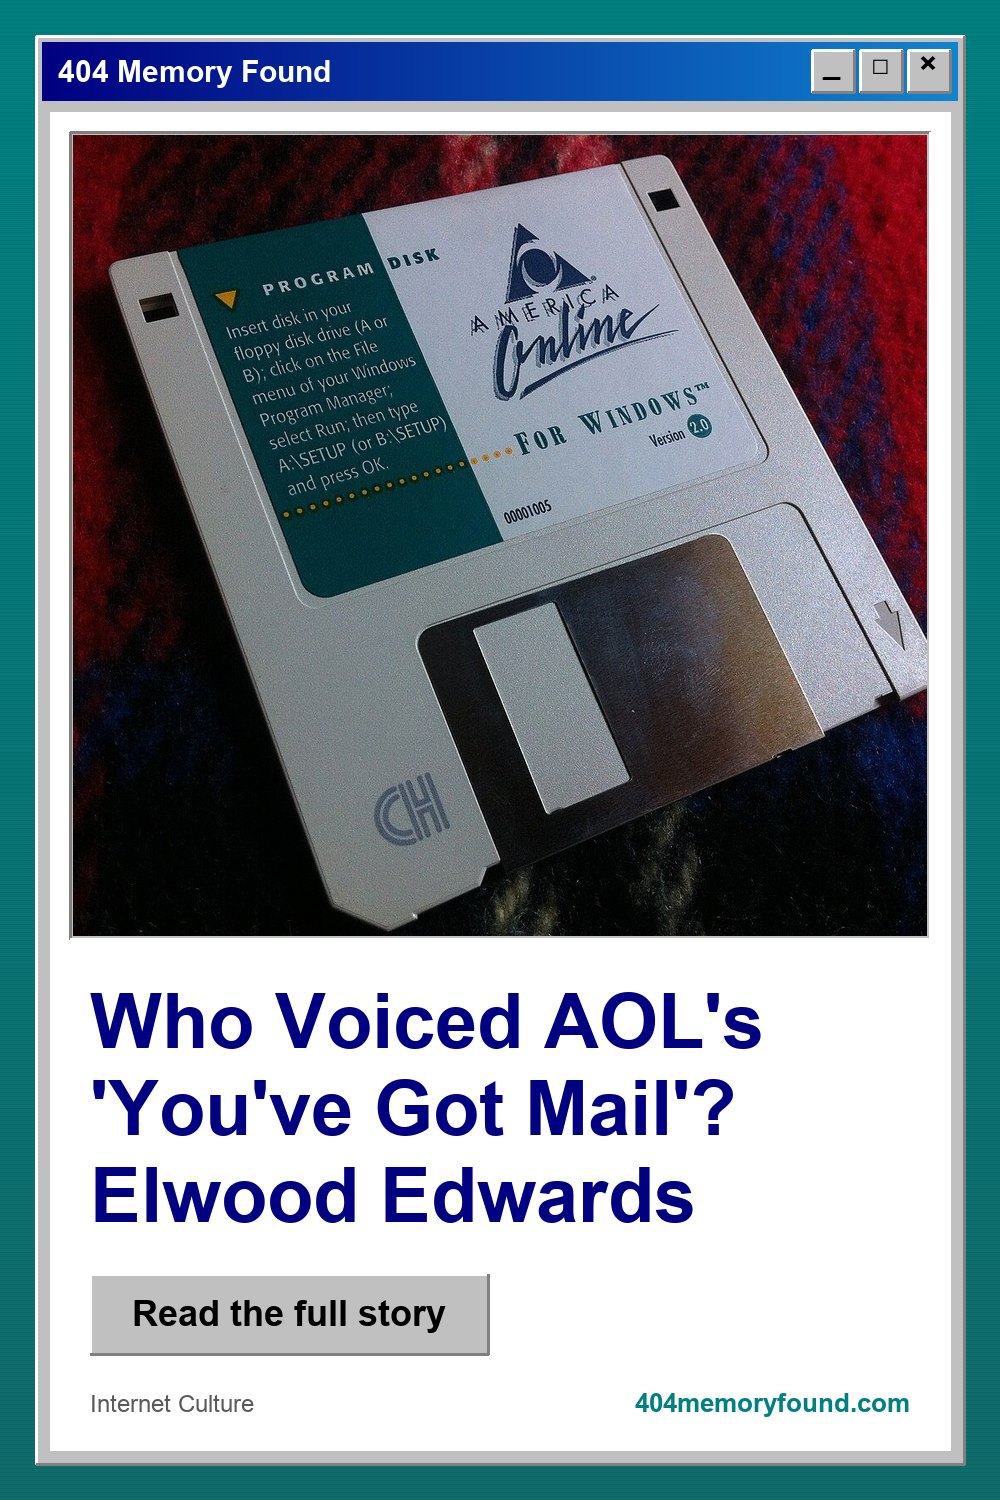 404 Memory Found
PROGRAM DISK
Insert disk in your
floppy disk drive (A or
B); click on the File
menu of your Windows
Program Manager;
select Run; then type
A:\SETUP (or B:\SETUP)
and press OK.
AMERICA
Online
FOR WINDOWS™
Version 2.0
00001005
CH
Who Voiced AOL's
'You've Got Mail'?
Elwood Edwards
Read the full story
Internet Culture
404memoryfound.com